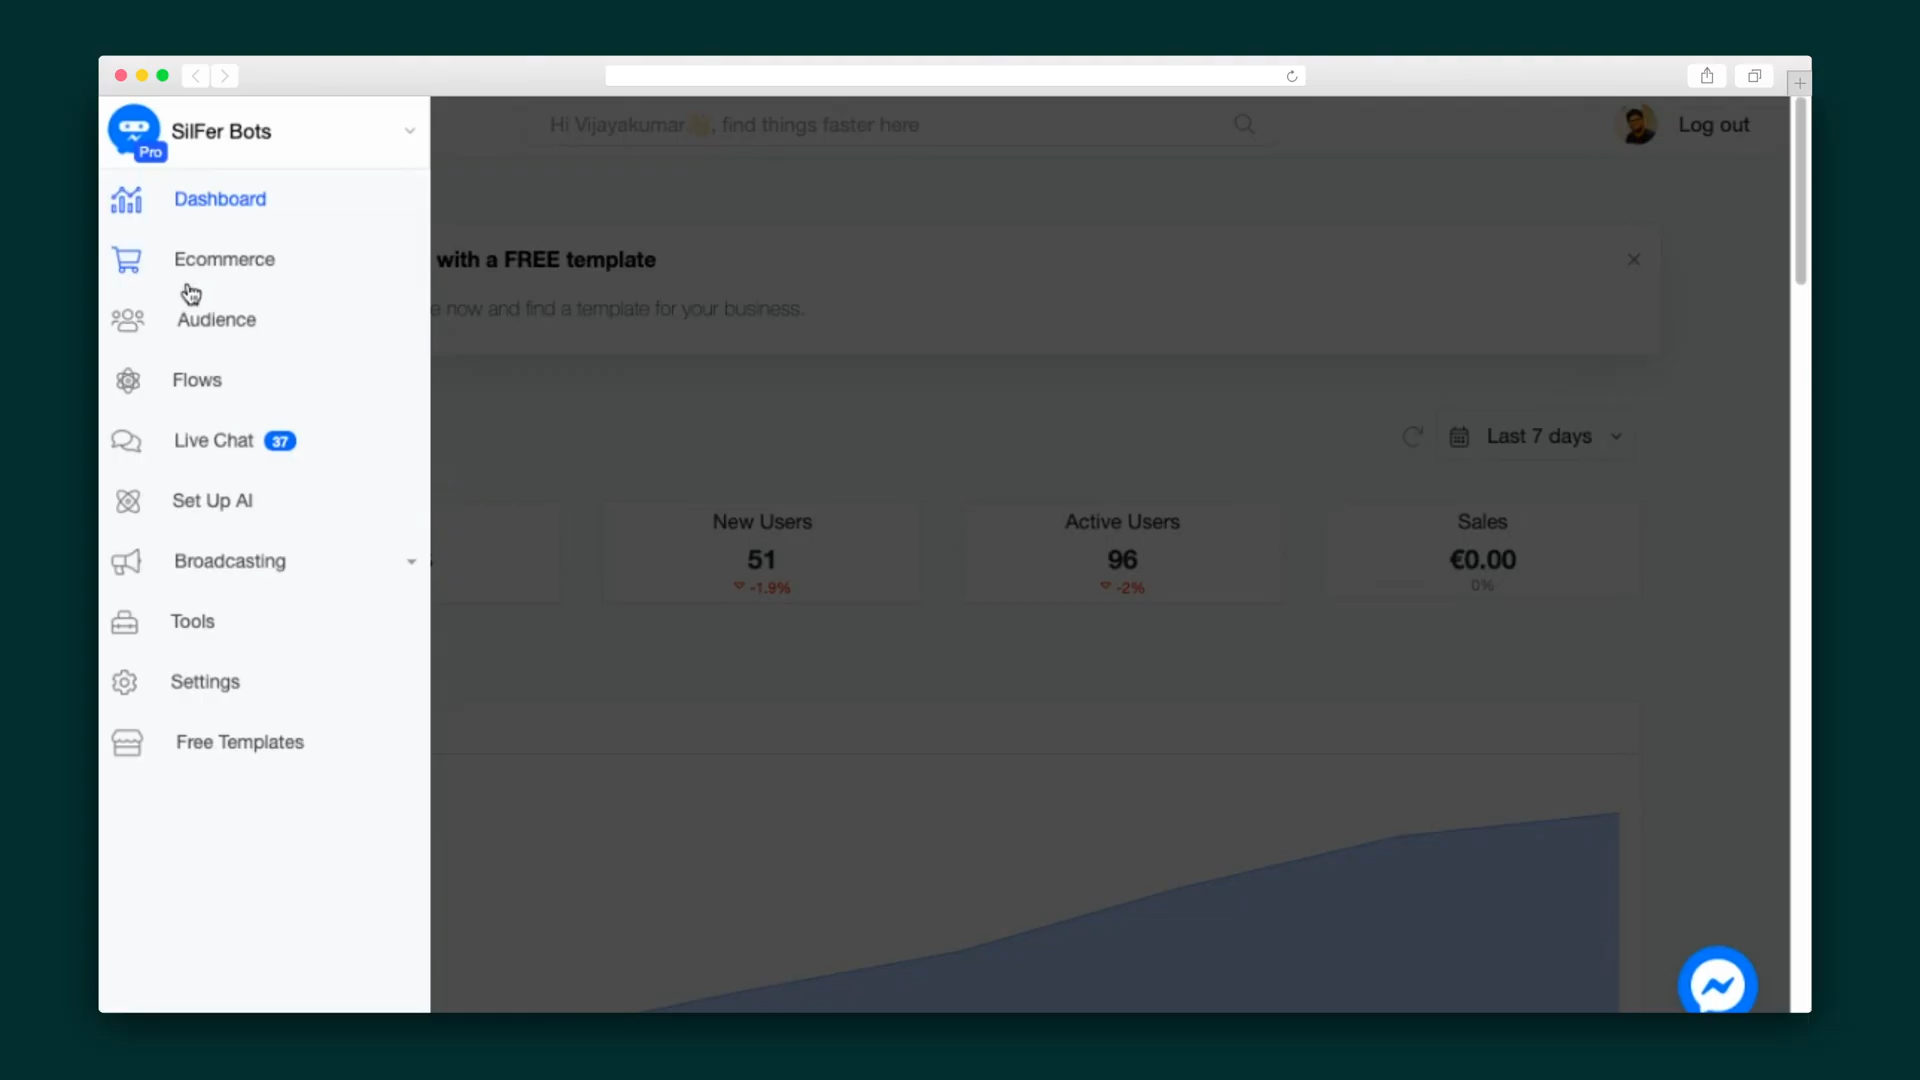 SilFer Bots
Pro
Hi Vijayakumar👋, find things faster here
Log out
Dashboard
Ecommerce
with a FREE template
e now and find a template for your business.
Audience
Flows
Live Chat 37
Last 7 days
Set Up AI
Broadcasting
New Users
51
-1.9%
Active Users
96
-2%
Sales
€0.00
0%
Tools
Settings
Free Templates